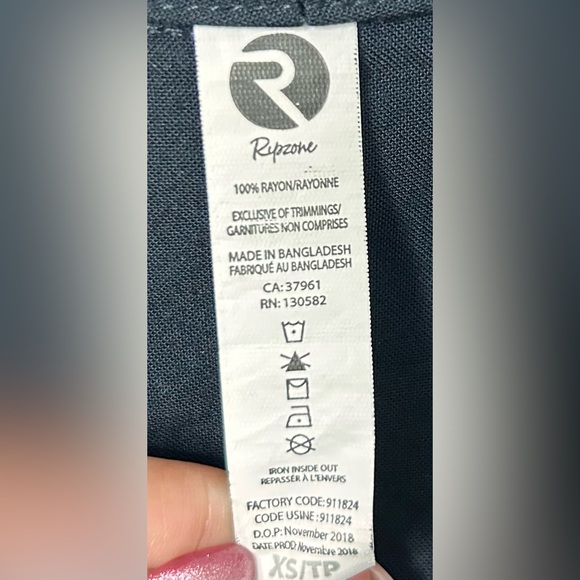 R
Ripzone
100% RAYON/RAYONNE
EXCLUSIVE OF TRIMMINGS/
GARNITURES NON COMPRISES
MADE IN BANGLADESH
FABRIQUÉ AU BANGLADESH
CA:37961
RN:130582
IRON INSIDE OUT
REPASSER À L'ENVERS
FACTORY CODE:911824
CODE USINE:911824
D.O.P: November 2018
DATE PROD: Novembre 2018
XS/TP